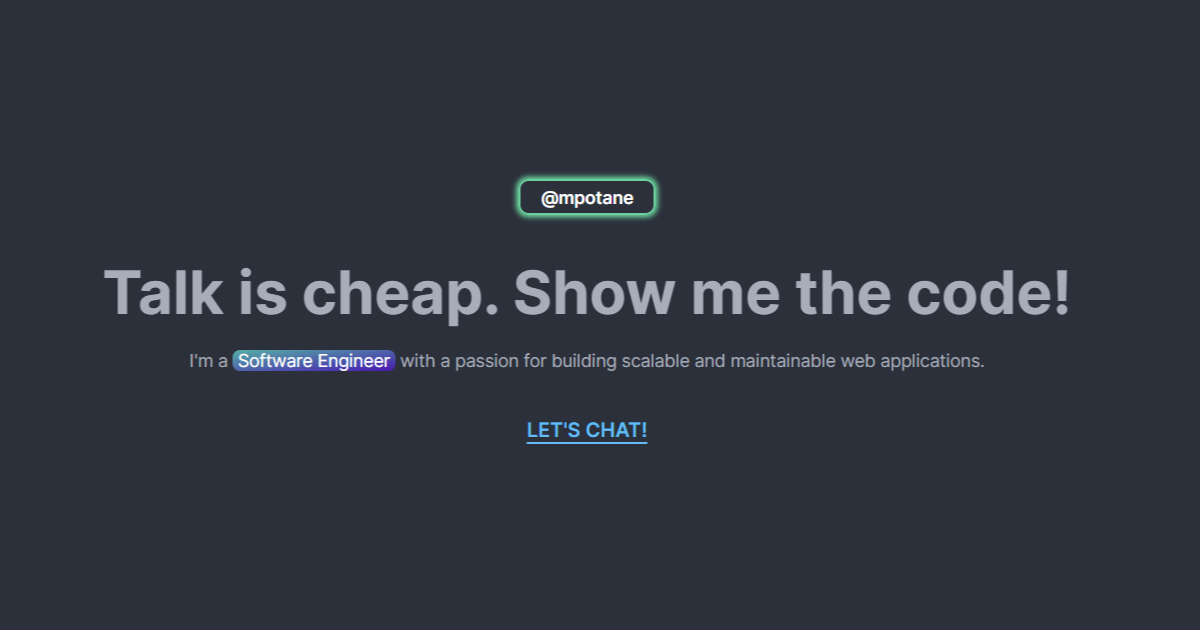 @mpotane
Talk is cheap. Show me the code!
I'm a Software Engineer with a passion for building scalable and maintainable web applications.
LET'S CHAT!